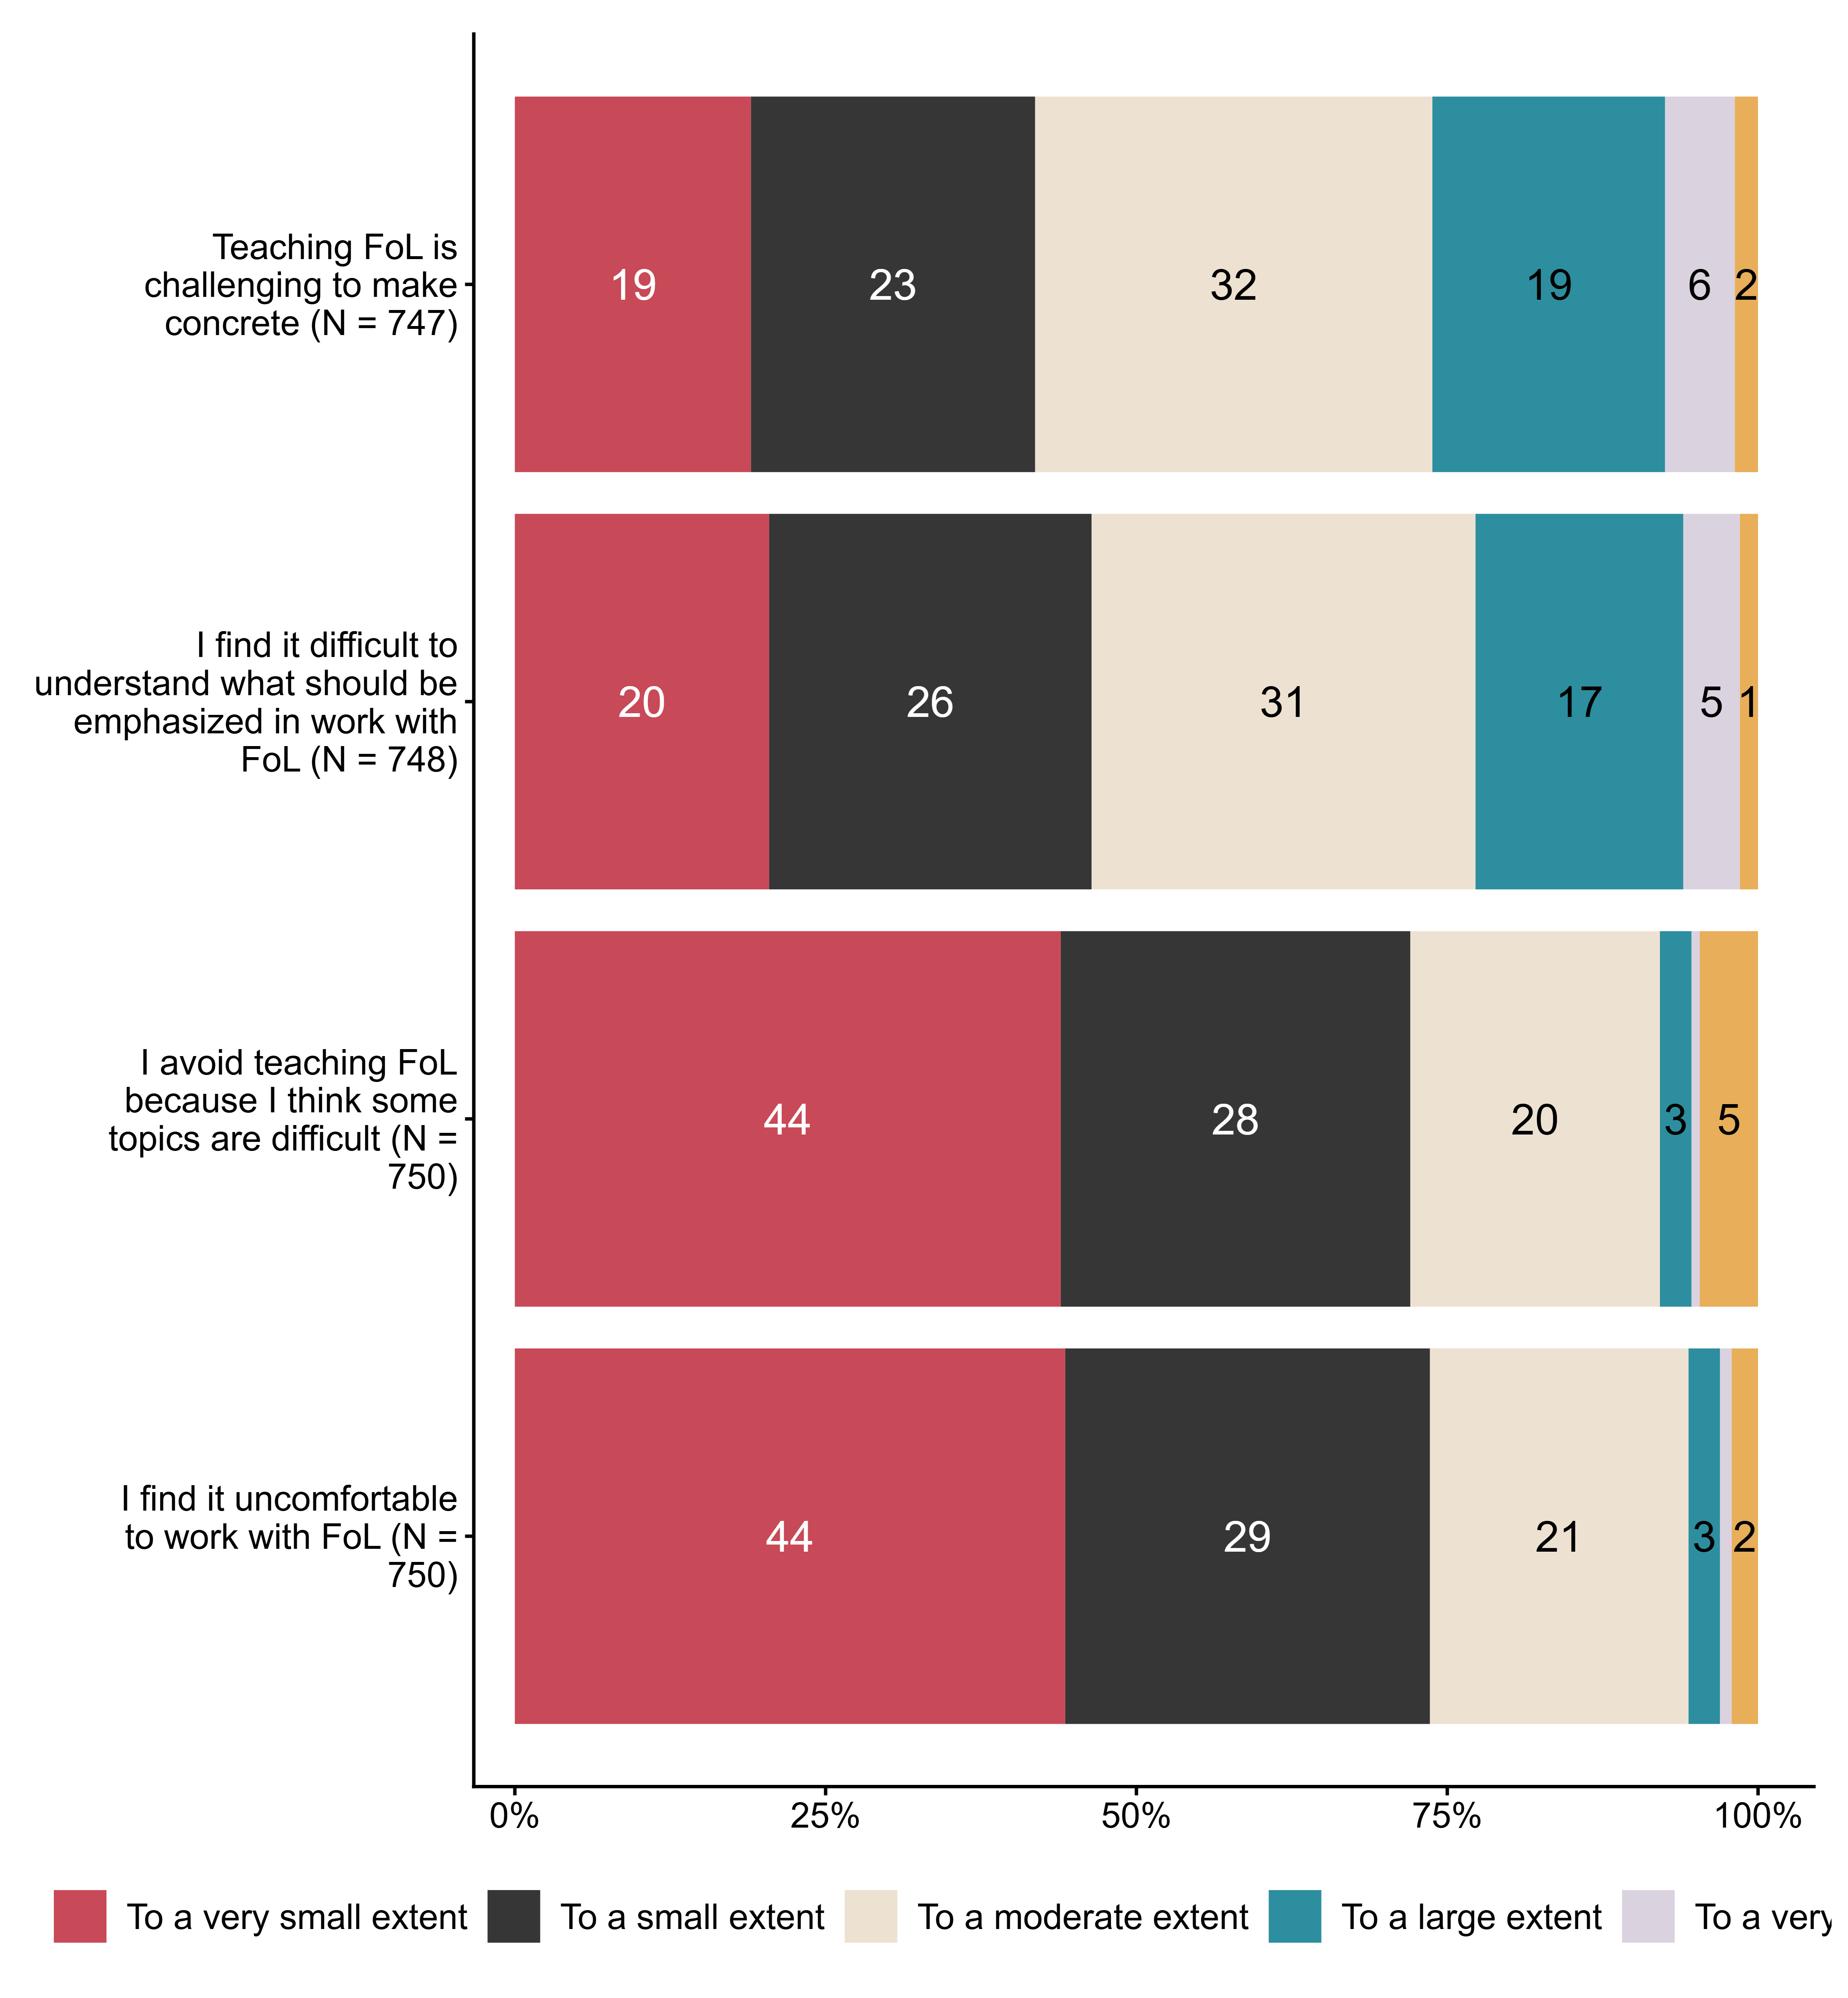 Teaching FoL is
challenging to make
concrete (N = 747)
19 23 32 19 6 2
I find it difficult to
understand what should be
emphasized in work with
FoL (N = 748)
20 26 31 17 5 1
I avoid teaching FoL
because I think some
topics are difficult (N =
750)
44 28 20 3 5
I find it uncomfortable
to work with FoL (N =
750)
44 29 21 3 2
0% 25% 50% 75% 100%
To a very small extent To a small extent To a moderate extent To a large extent To a very